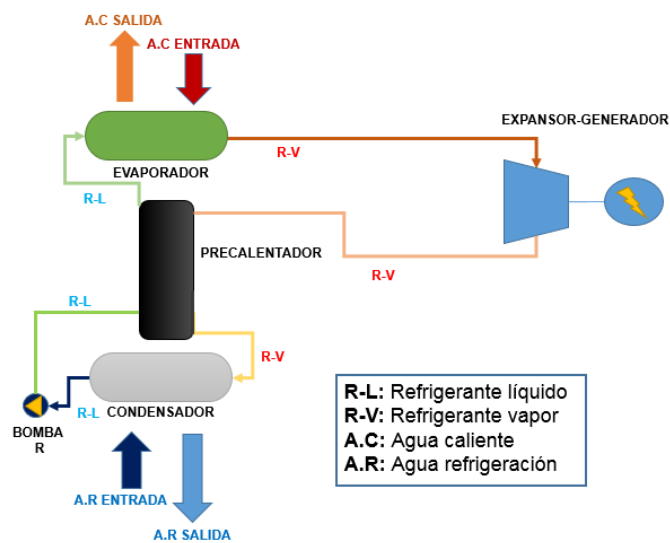 A.C SALIDA
A.C ENTRADA
EXPANSOR-GENERADOR
R-V
EVAPORADOR
R-L
PRECALENTADOR
R-V
R-L
R-V
R-L
CONDENSADOR
BOMBA
R
A.R ENTRADA
A.R SALIDA
R-L: Refrigerante líquido
R-V: Refrigerante vapor
A.C: Agua caliente
A.R: Agua refrigeración